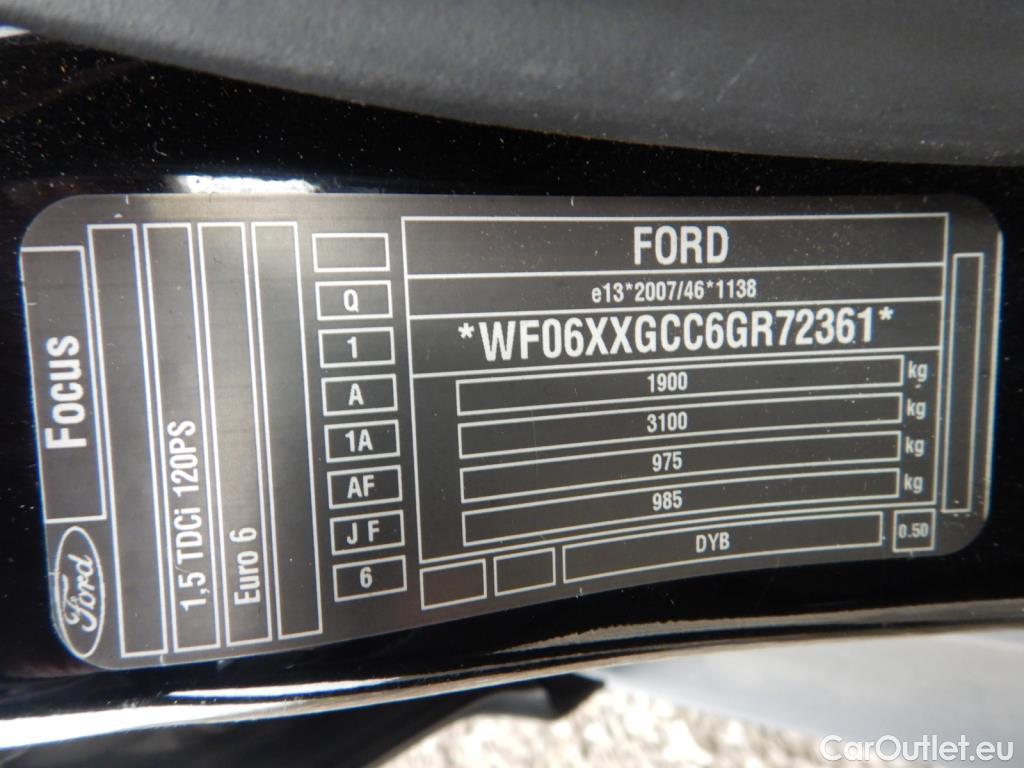 Ford
Focus
1,5 TDCi 120PS
Euro 6
Q
1
A
1A
AF
J F
6
FORD
e13*2007/46*1138
*WF06XXGCC6GR72361*
1900 kg
3100 kg
975 kg
985 kg
DYB
0.50
CarOutlet.eu